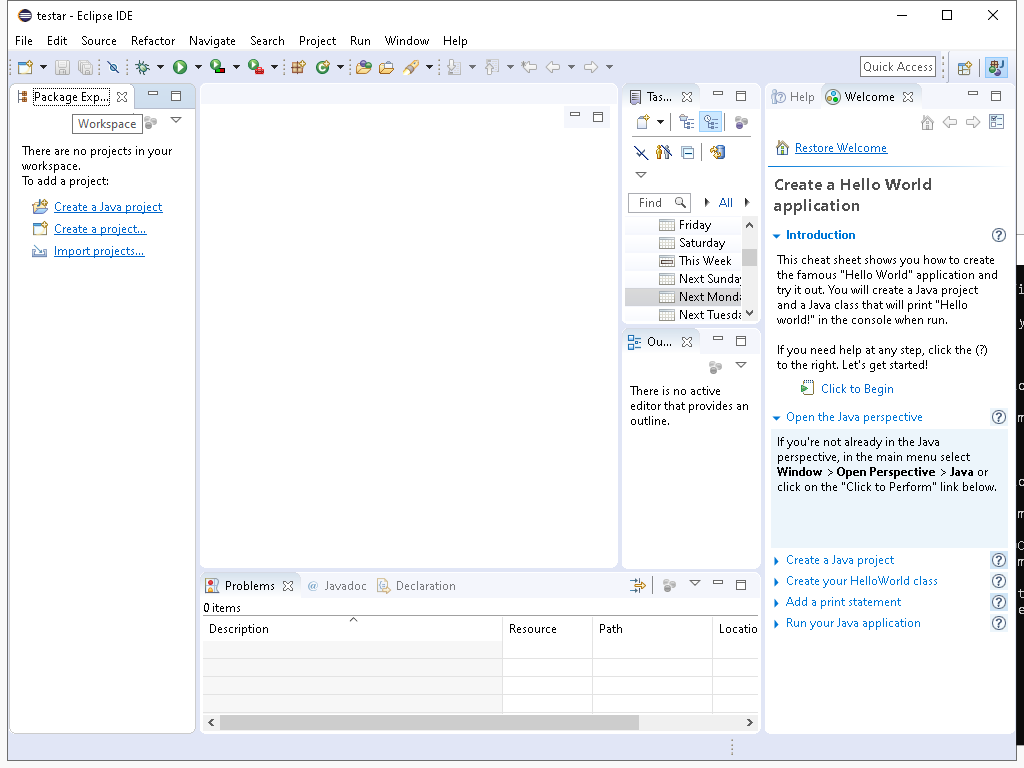 testar - Eclipse IDE
File Edit Source Refactor Navigate Search Project Run Window Help
Quick Access
Package Exp...
Workspace
There are no projects in your
workspace.
To add a project:
Create a Java project
Create a project...
Import projects...
Tas...
Find
All
Friday
Saturday
This Week
Next Sunday
Next Monda
Next Tuesda
Ou...
There is no active
editor that provides an
outline.
Help
Welcome
Restore Welcome
Create a Hello World
application
Introduction
This cheat sheet shows you how to create
the famous "Hello World" application and
try it out. You will create a Java project
and a Java class that will print "Hello
world!" in the console when run.
If you need help at any step, click the (?)
to the right. Let's get started!
Click to Begin
Open the Java perspective
If you're not already in the Java
perspective, in the main menu select
Window > Open Perspective > Java or
click on the "Click to Perform" link below.
Create a Java project
Create your HelloWorld class
Add a print statement
Run your Java application
Problems
@ Javadoc
Declaration
0 items
Description Resource Path Locatio